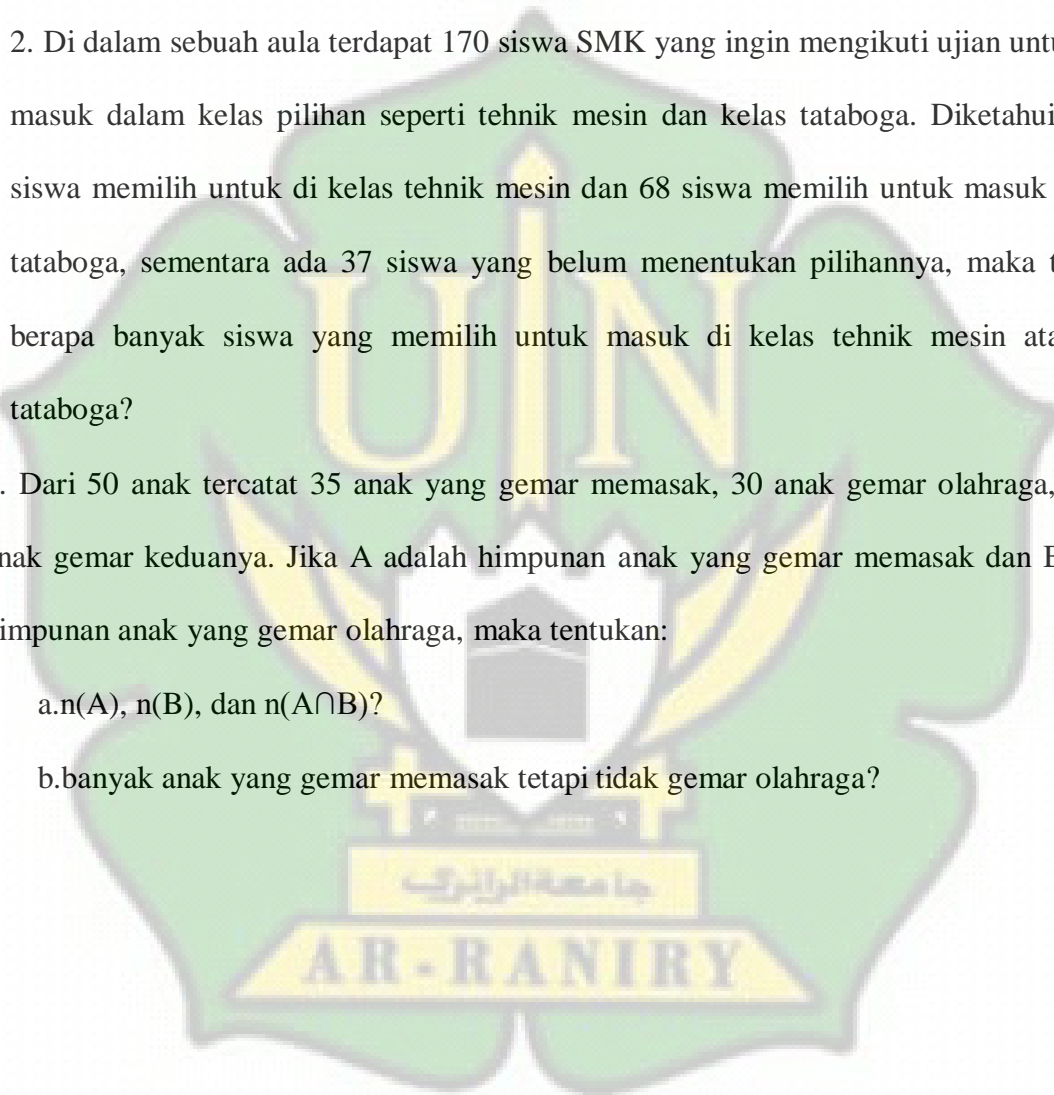 2. Di dalam sebuah aula terdapat 170 siswa SMK yang ingin mengikuti ujian untu
masuk dalam kelas pilihan seperti tehnik mesin dan kelas tataboga. Diketahui
siswa memilih untuk di kelas tehnik mesin dan 68 siswa memilih untuk masuk
tataboga, sementara ada 37 siswa yang belum menentukan pilihannya, maka t
berapa banyak siswa yang memilih untuk masuk di kelas tehnik mesin ata
tataboga?
. Dari 50 anak tercatat 35 anak yang gemar memasak, 30 anak gemar olahraga,
nak gemar keduanya. Jika A adalah himpunan anak yang gemar memasak dan B
impunan anak yang gemar olahraga, maka tentukan:
a.n(A), n(B), dan n(A∩B)?
b.banyak anak yang gemar memasak tetapi tidak gemar olahraga?
UIN
جامعة الرانري
AR-RANIRY